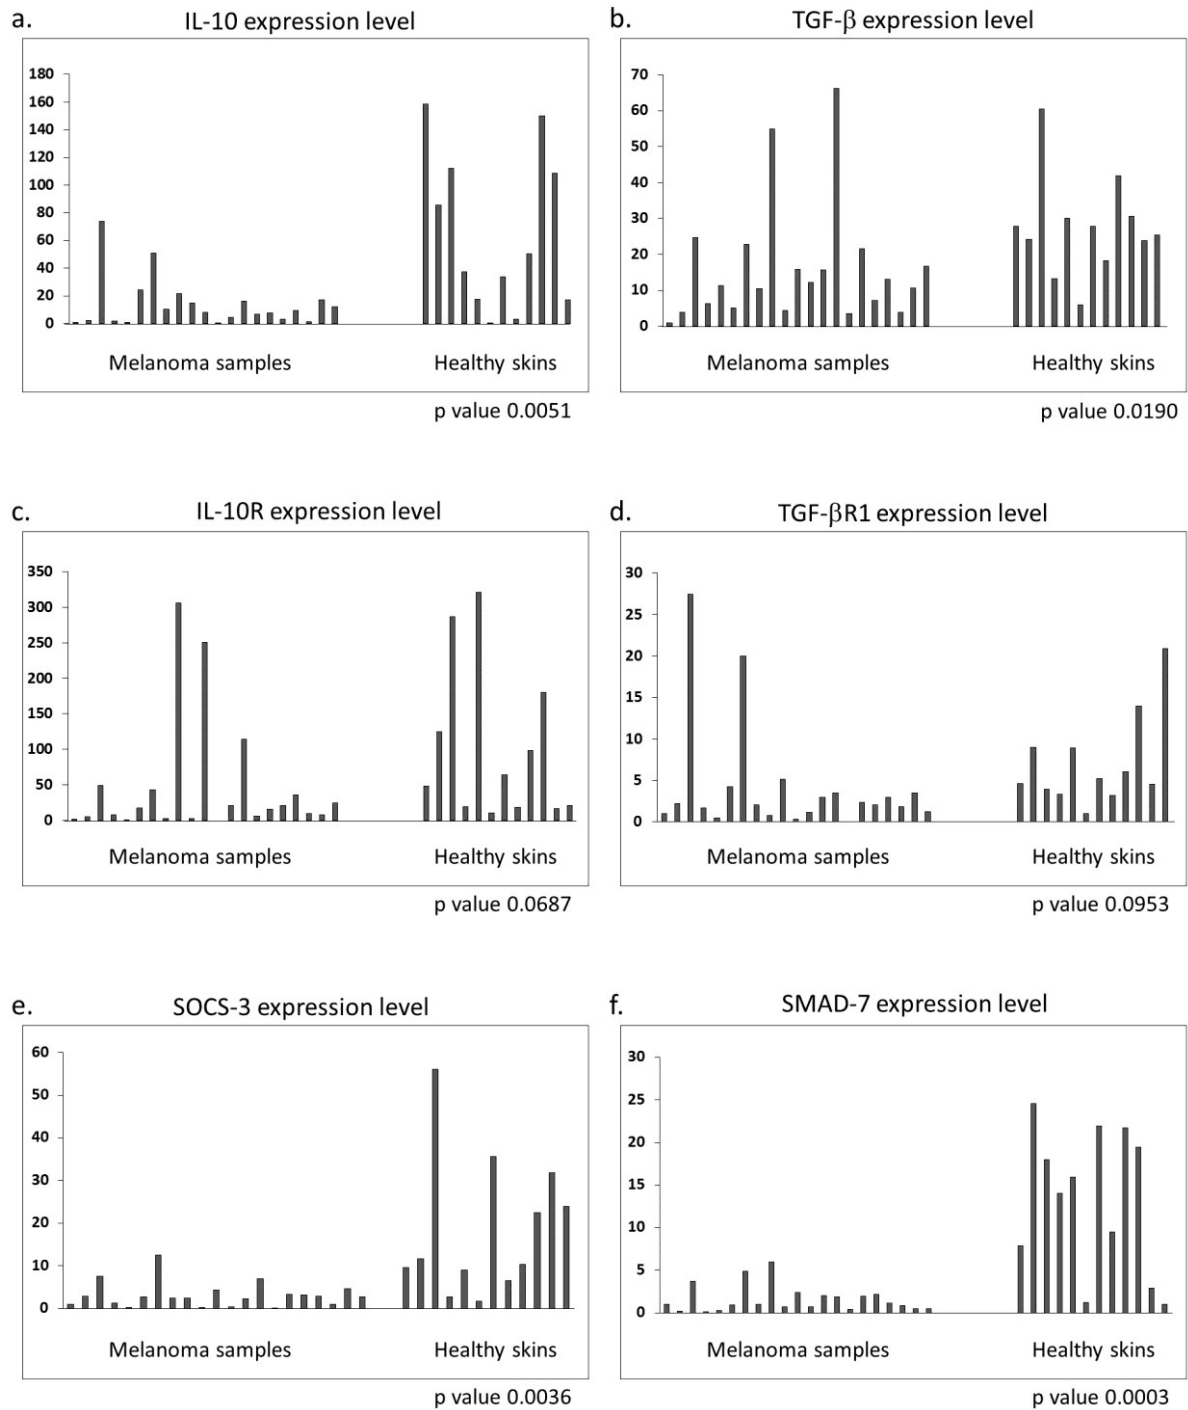 a.
IL-10 expression level
180
160
140
120
100
80
60
40
20
0
Melanoma samples
Healthy skins
p value 0.0051
b.
TGF-β expression level
70
60
50
40
30
20
10
0
Melanoma samples
Healthy skins
p value 0.0190
c.
IL-10R expression level
350
300
250
200
150
100
50
0
Melanoma samples
Healthy skins
p value 0.0687
d.
TGF-βR1 expression level
30
25
20
15
10
5
0
Melanoma samples
Healthy skins
p value 0.0953
e.
SOCS-3 expression level
60
50
40
30
20
10
0
Melanoma samples
Healthy skins
p value 0.0036
f.
SMAD-7 expression level
30
25
20
15
10
5
0
Melanoma samples
Healthy skins
p value 0.0003